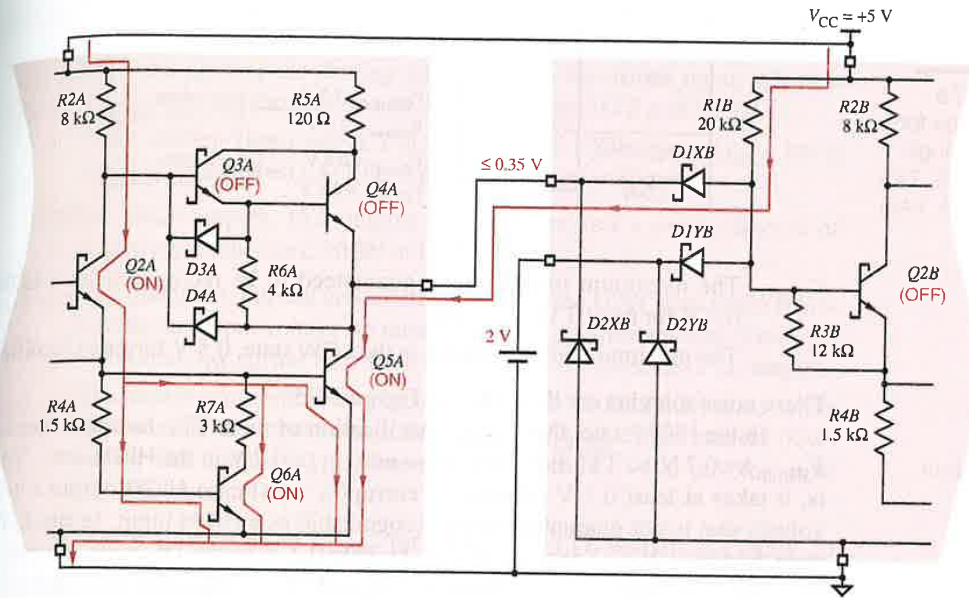 V_CC = +5 V
R2A
8 kΩ
R5A
120 Ω
R1B
20 kΩ
R2B
8 kΩ
Q3A
(OFF)
≤ 0.35 V
D1XB
Q4A
(OFF)
D1YB
Q2A
(ON)
D3A
R6A
4 kΩ
Q2B
(OFF)
D4A
2 V
D2XB
D2YB
R3B
12 kΩ
Q5A
(ON)
R4A
1.5 kΩ
R7A
3 kΩ
R4B
1.5 kΩ
Q6A
(ON)